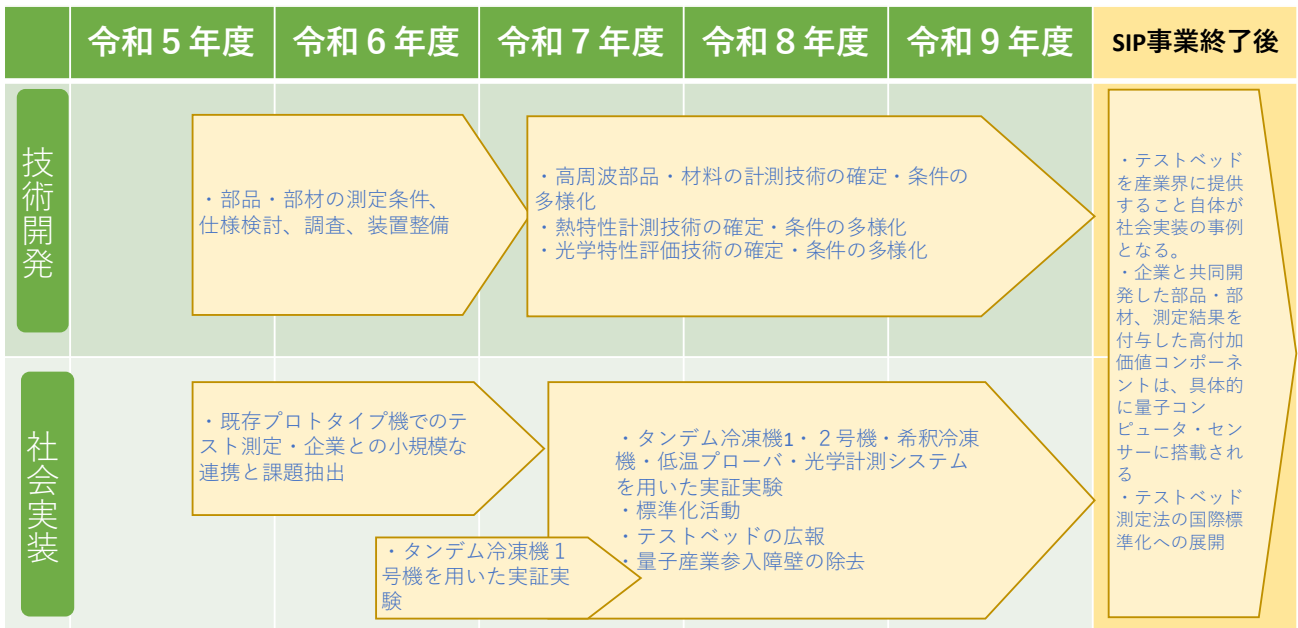 令和５年度
令和６年度
令和７年度
令和８年度
令和９年度
SIP事業終了後
技術開発
・部品・部材の測定条件、
仕様検討、調査、装置整備
・高周波部品・材料の計測技術の確定・条件の
多様化
・熱特性計測技術の確定・条件の多様化
・光学特性評価技術の確定・条件の多様化
社会実装
・既存プロトタイプ機でのテ
スト測定・企業との小規模な
連携と課題抽出
・タンデム冷凍機１
号機を用いた実証実
験
・タンデム冷凍機1・２号機・希釈冷凍
機・低温プローバ・光学計測システム
を用いた実証実験
・標準化活動
・テストベッドの広報
・量子産業参入障壁の除去
・テストベッド
を産業界に提供
すること自体が
社会実装の事例
となる。
・企業と共同開
発した部品・部
材、測定結果を
付与した高付加
価値コンポーネ
ントは、具体的
に量子コン
ピュータ・セン
サーに搭載され
る
・テストベッド
測定法の国際標
準化への展開